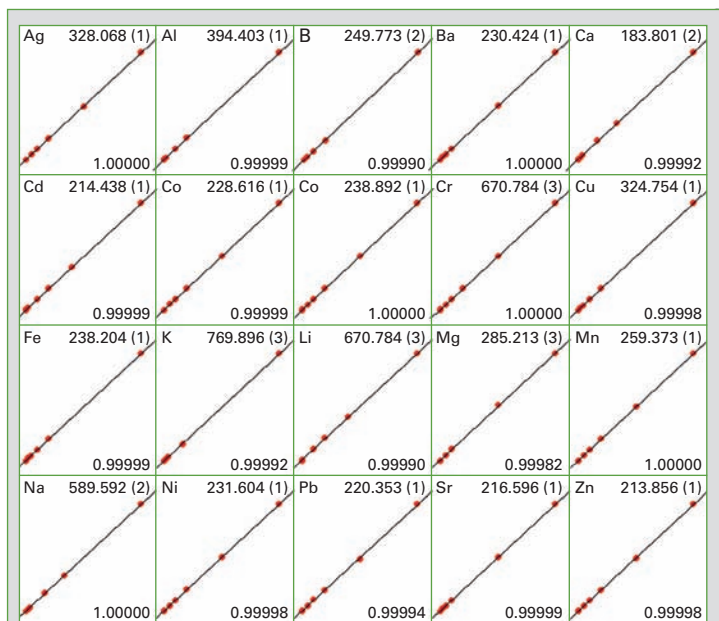 Ag 328.068 (1) Al 394.403 (1) B 249.773 (2) Ba 230.424 (1) Ca 183.801 (2)
1.00000 0.99999 0.99990 1.00000 0.99992
Cd 214.438 (1) Co 228.616 (1) Co 238.892 (1) Cr 670.784 (3) Cu 324.754 (1)
0.99999 0.99999 1.00000 1.00000 0.99998
Fe 238.204 (1) K 769.896 (3) Li 670.784 (3) Mg 285.213 (3) Mn 259.373 (1)
0.99999 0.99992 0.99990 0.99982 1.00000
Na 589.592 (2) Ni 231.604 (1) Pb 220.353 (1) Sr 216.596 (1) Zn 213.856 (1)
1.00000 0.99998 0.99994 0.99999 0.99998